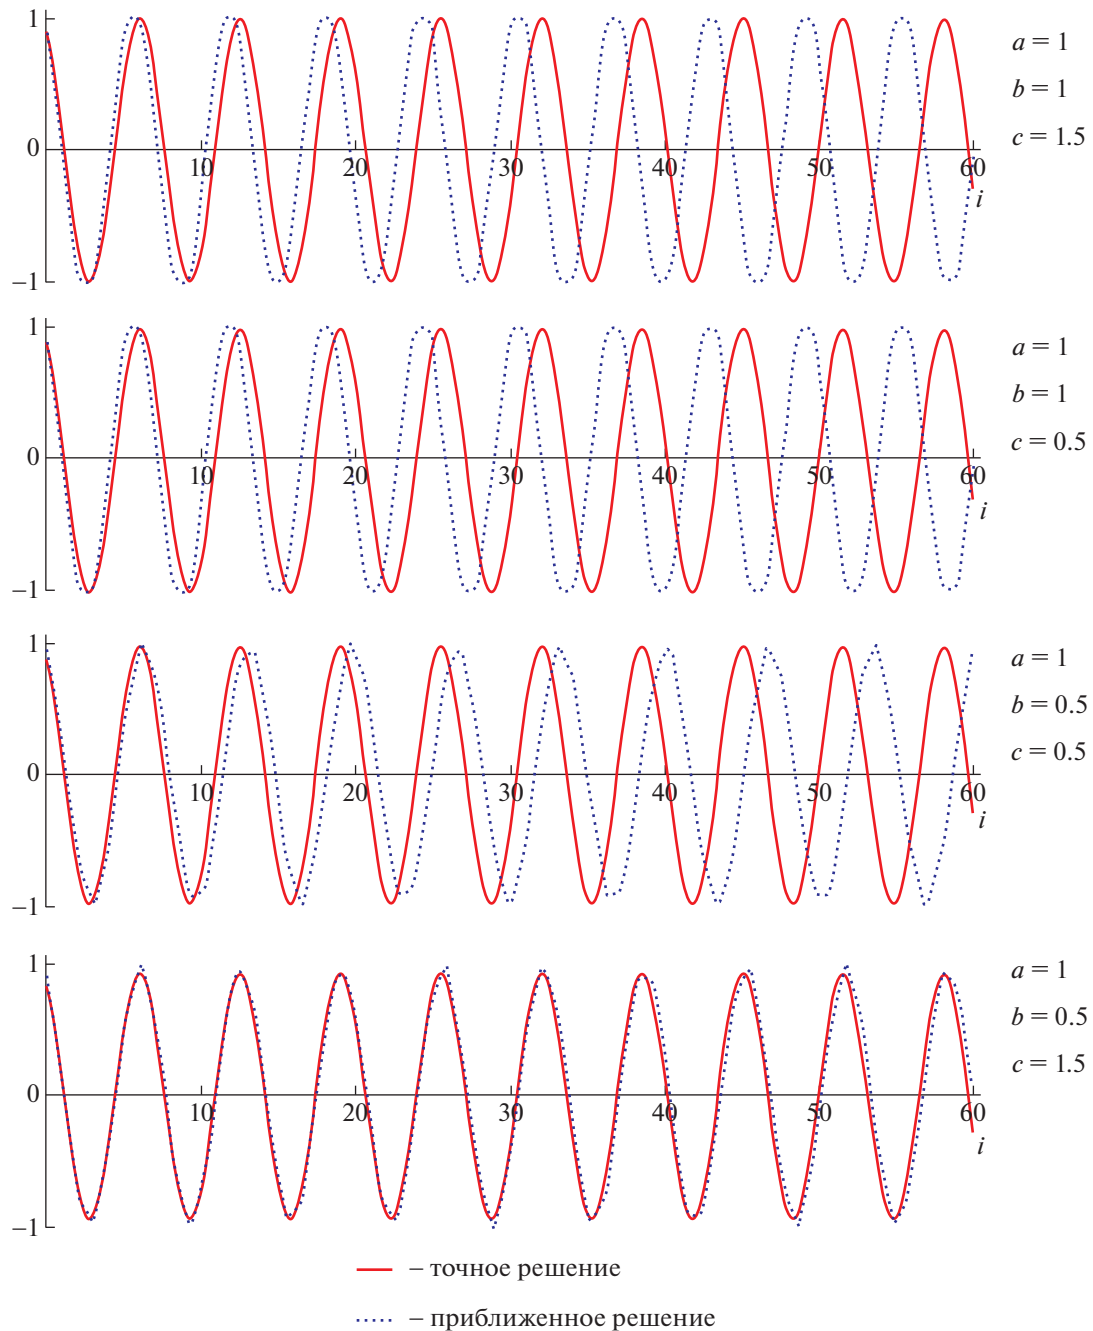 1
a = 1
b = 1
0
c = 1.5
10 20 30 40 50 60
i
–1
1
a = 1
b = 1
c = 0.5
0
10 20 30 40 50 60
i
–1
1
a = 1
b = 0.5
c = 0.5
0
10 20 30 40 50 60
i
–1
1
a = 1
b = 0.5
c = 1.5
0
10 20 30 40 50 60
i
–1
– точное решение
– приближенное решение